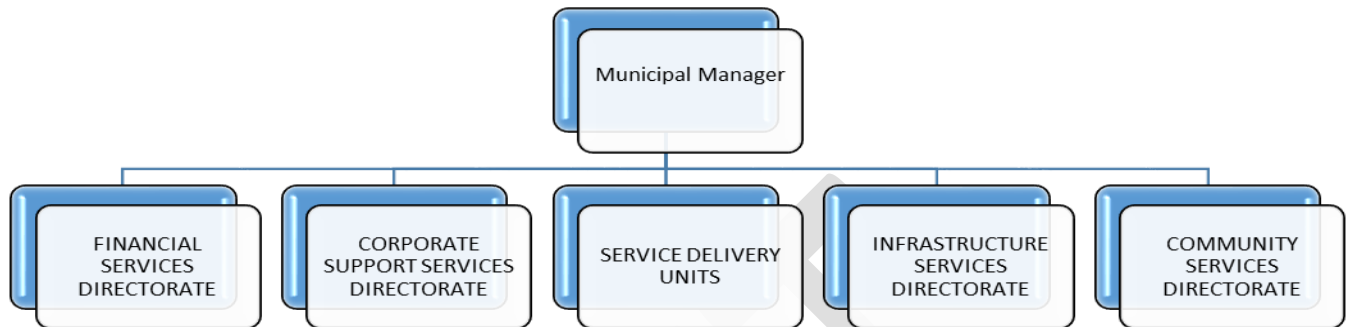 Municipal Manager
FINANCIAL
SERVICES
DIRECTORATE
CORPORATE
SUPPORT SERVICES
DIRECTORATE
SERVICE DELIVERY
UNITS
INFRASTRUCTURE
SERVICES
DIRECTORATE
COMMUNITY
SERVICES
DIRECTORATE